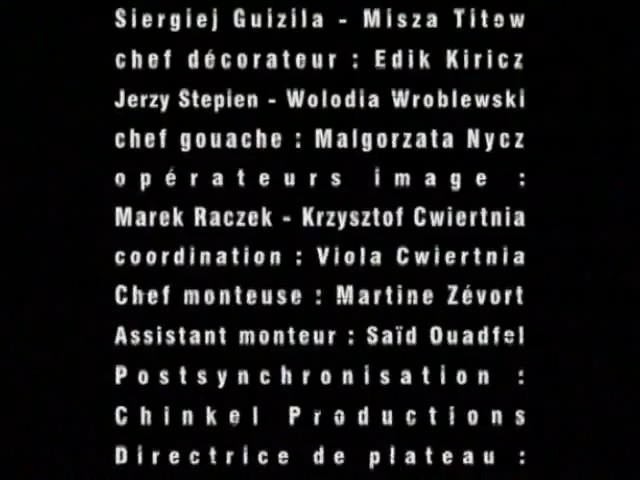 Siergiej Guizila - Misza Titow
chef décorateur : Edik Kiricz
Jerzy Stepien - Wolodia Wroblewski
chef gouache : Malgorzata Nycz
opérateurs image :
Marek Raczek - Krzysztof Cwiertnia
coordination : Viola Cwiertnia
Chef monteuse : Martine Zévort
Assistant monteur : Saïd Ouadfel
Postsynchronisation :
Chinkel Productions
Directrice de plateau :